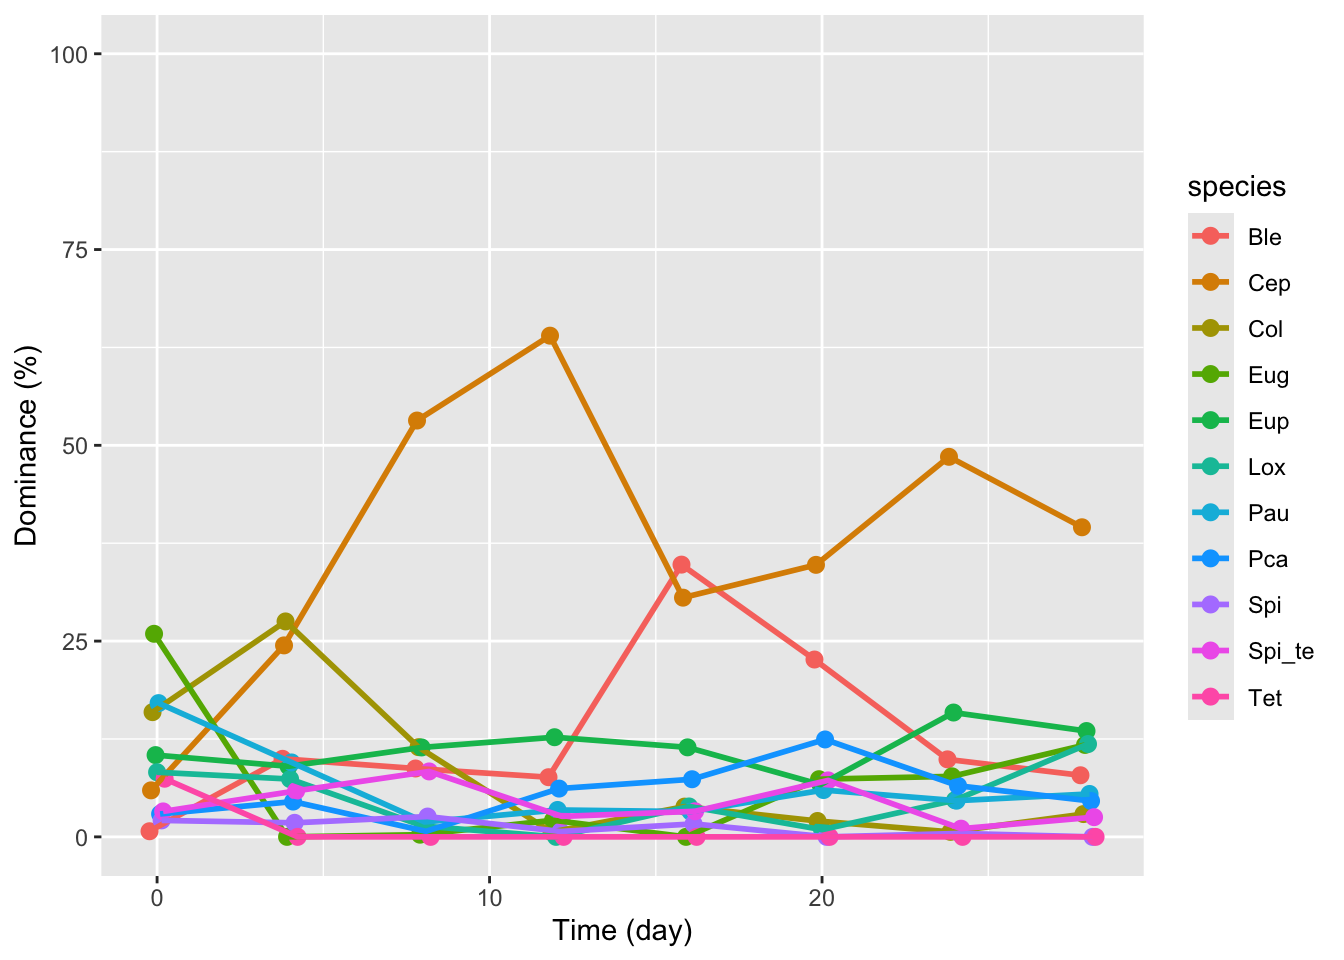 100
75
50
25
0
Dominance (%)
0 10 20
Time (day)
species
Ble
Cep
Col
Eug
Eup
Lox
Pau
Pca
Spi
Spi_te
Tet